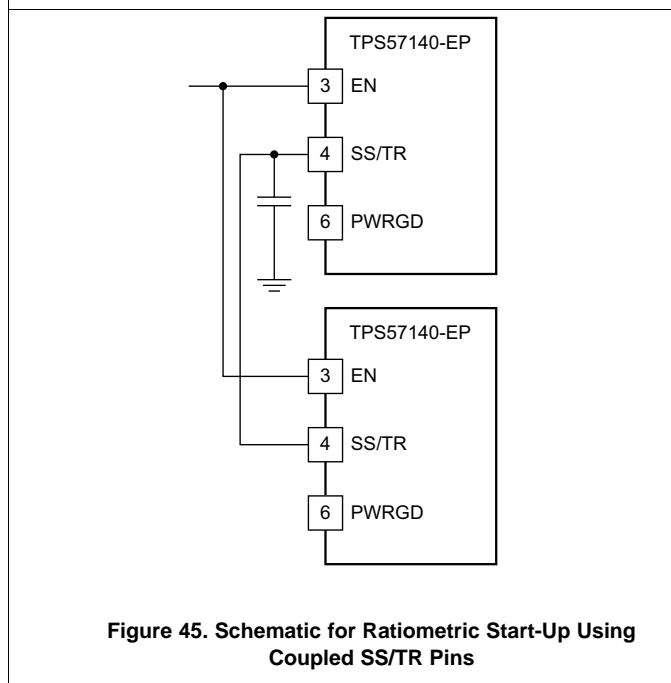 TPS57140-EP
3 EN
4 SS/TR
6 PWRGD
TPS57140-EP
3 EN
4 SS/TR
6 PWRGD
Figure 45. Schematic for Ratiometric Start-Up Using
Coupled SS/TR Pins